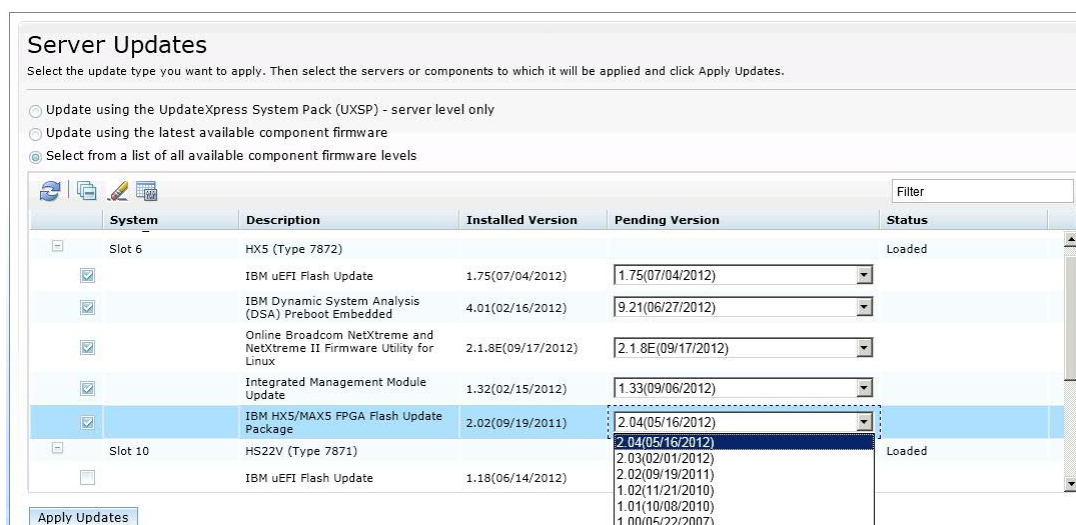 Server Updates
Select the update type you want to apply. Then select the servers or components to which it will be applied and click Apply Updates.
Update using the UpdateXpress System Pack (UXSP) - server level only
Update using the latest available component firmware
Select from a list of all available component firmware levels
Filter
System Description Installed Version Pending Version Status
Slot 6 HX5 (Type 7872) Loaded
IBM uEFI Flash Update 1.75(07/04/2012) 1.75(07/04/2012)
IBM Dynamic System Analysis
(DSA) Preboot Embedded 4.01(02/16/2012) 9.21(06/27/2012)
Online Broadcom NetXtreme and
NetXtreme II Firmware Utility for 2.1.8E(09/17/2012) 2.1.8E(09/17/2012)
Linux
Integrated Management Module
Update 1.32(02/15/2012) 1.33(09/06/2012)
IBM HX5/MAX5 FPGA Flash Update
Package 2.02(09/19/2011) 2.04(05/16/2012)
2.04(05/16/2012)
Slot 10 HS22V (Type 7871) Loaded
2.03(02/01/2012)
2.02(09/19/2011)
IBM uEFI Flash Update 1.18(06/14/2012)
1.02(11/21/2010)
1.01(10/08/2010)
1.00(05/22/2007)
Apply Updates